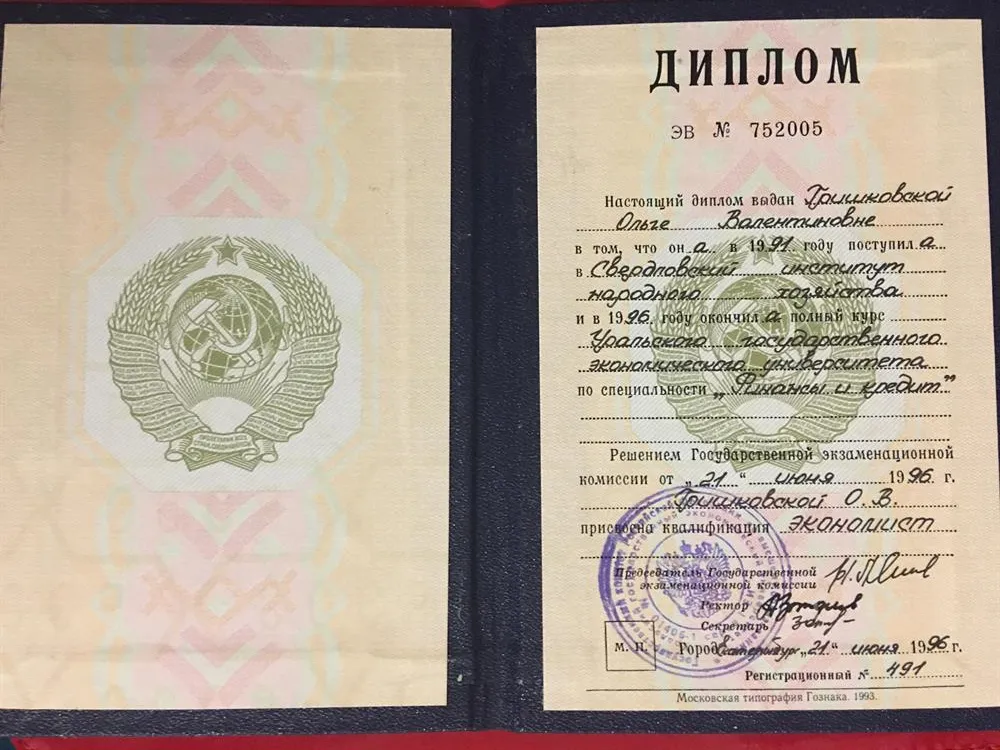 ДИПЛОМ
ЭВ № 752005
Настоящий диплом выдан Гришковской
Ольге Валентиновне
в том, что он а в 1991 году поступил а
в Свердловский институт
народного хозяйства
и в 1996 году окончил а полный курс
Уральского государственного
экономического университета
по специальности „Финансы и кредит”
Решением Государственной экзаменационной
комиссии от „21“ июня 1996 г.
Гришковской О. В.
присвоена квалификация экономист
Председатель Государственной
экзаменационной комиссии
Ректор
Секретарь
М. П. Город Екатеринбург „21“ июня 1996 г.
Регистрационный № 491
Московская типография Гознака. 1993.